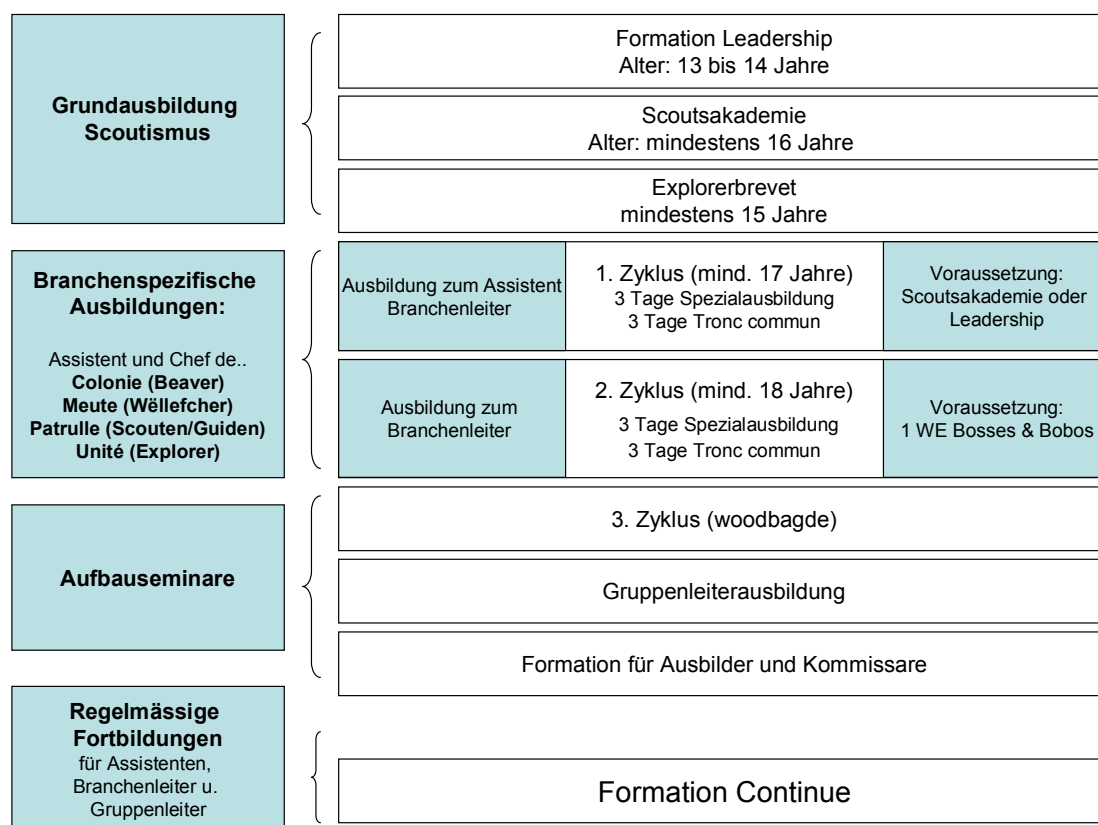 Grundausbildung
Scoutismus
Formation Leadership
Alter: 13 bis 14 Jahre
Scoutsakademie
Alter: mindestens 16 Jahre
Explorerbrevet
mindestens 15 Jahre
Branchenspezifische
Ausbildungen:
Assistent und Chef de..
Colonie (Beaver)
Meute (Wëllefcher)
Patrulle (Scouten/Guiden)
Unité (Explorer)
Ausbildung zum Assistent
Branchenleiter
1. Zyklus (mind. 17 Jahre)
3 Tage Spezialausbildung
3 Tage Tronc commun
Voraussetzung:
Scoutsakademie oder
Leadership
Ausbildung zum
Branchenleiter
2. Zyklus (mind. 18 Jahre)
3 Tage Spezialausbildung
3 Tage Tronc commun
Voraussetzung:
1 WE Bosses & Bobos
Aufbauseminare
3. Zyklus (woodbagde)
Gruppenleiterausbildung
Formation für Ausbilder und Kommissare
Regelmässige
Fortbildungen
für Assistenten,
Branchenleiter u.
Gruppenleiter
Formation Continue